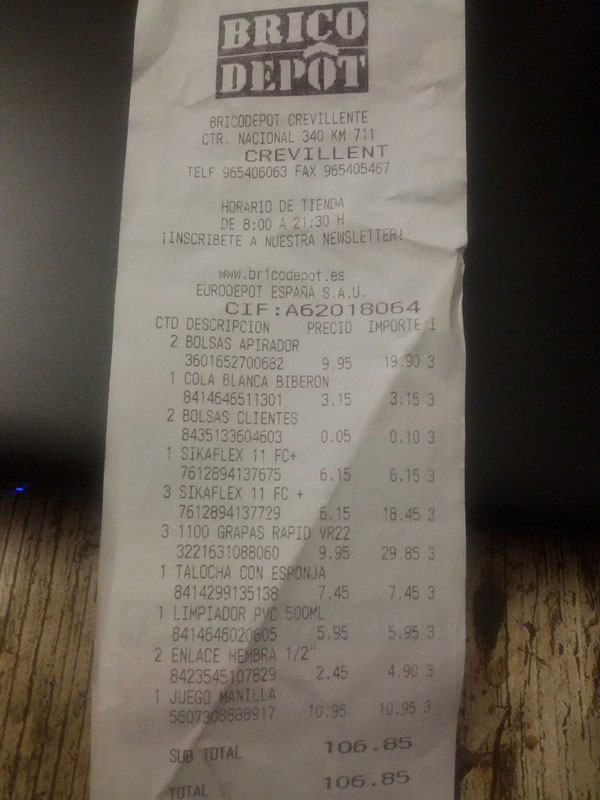 BRICO
DEPÔT
BRICODEPOT CREVILLENTE
CTR. NACIONAL 340 KM 711
CREVILLENT
TELF 965406063 FAX 965405467
HORARIO DE TIENDA
DE 8:00 A 21:30 H
¡INSCRIBETE A NUESTRA NEWSLETTER!
www.bricodepot.es
EURODEPOT ESPAÑA S.A.U.
CIF:A62018064
CTD DESCRIPCION PRECIO IMPORTE I
2 BOLSAS APIRADOR
3601652700682 9.95 19.90 3
1 COLA BLANCA BIBERON
8414646511301 3.15 3.15 3
2 BOLSAS CLIENTES
8435133604603 0.05 0.10 3
1 SIKAFLEX 11 FC+
7612894137675 6.15 6.15 3
3 SIKAFLEX 11 FC +
7612894137729 6.15 18.45 3
3 1100 GRAPAS RAPID VR22
3221631088060 9.95 29.85 3
1 TALOCHA CON ESPONJA
8414299135138 7.45 7.45 3
1 LIMPIADOR PVC 500ML
8414646020605 5.95 5.95 3
2 ENLACE HEMBRA 1/2"
8423545107829 2.45 4.90 3
1 JUEGO MANILLA
5607308888917 10.95 10.95 3
SUB TOTAL 106.85
TOTAL 106.85